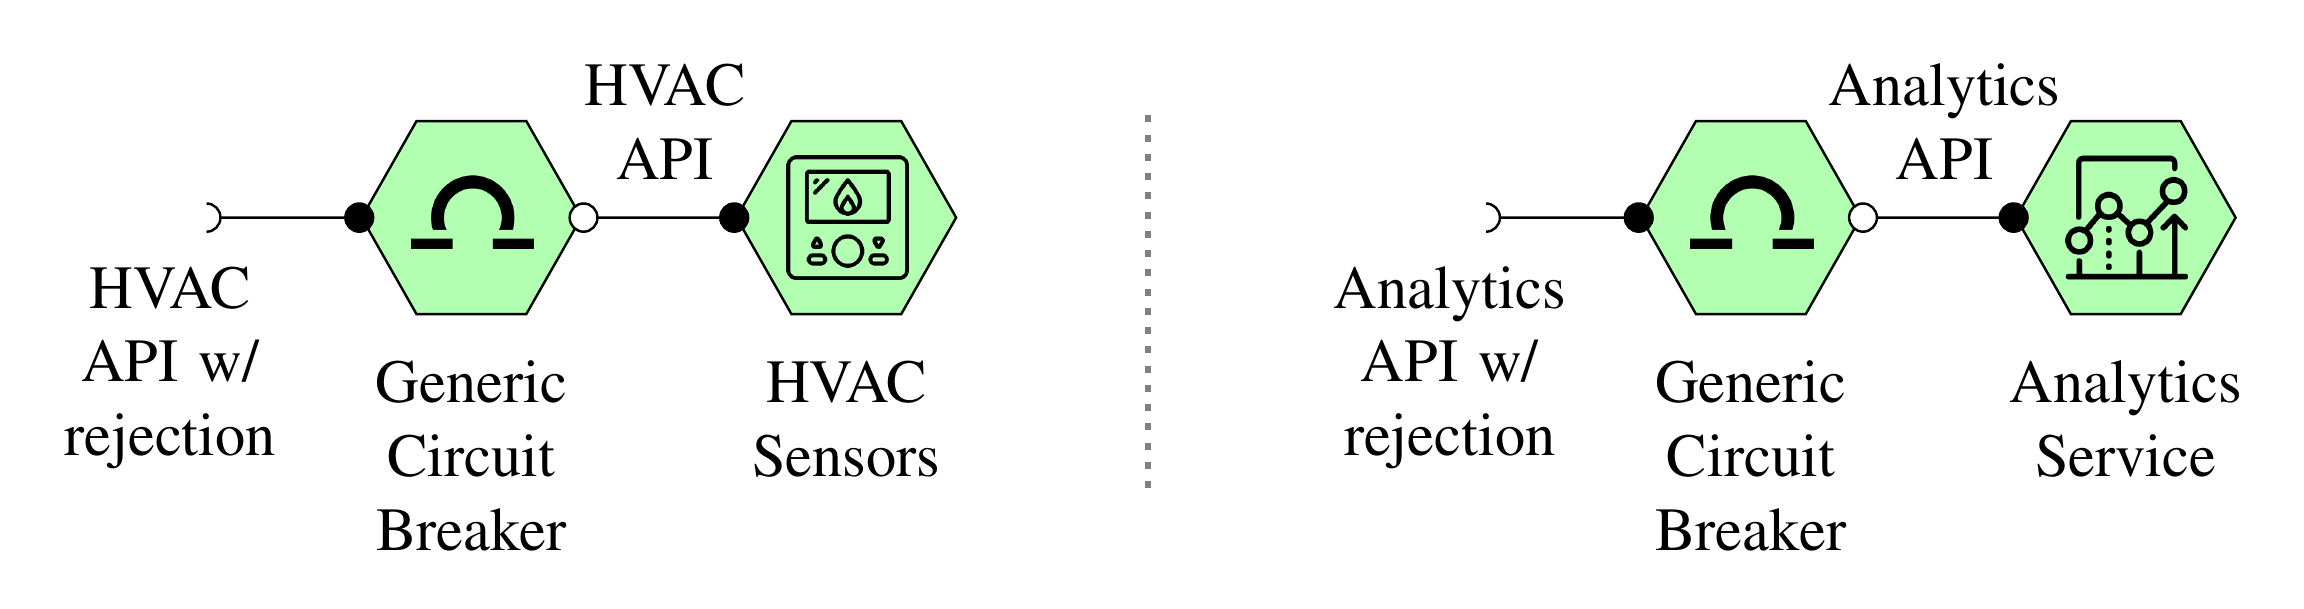 HVAC
API
HVAC
API w/
rejection
Generic
Circuit
Breaker
HVAC
Sensors
Analytics
API
Analytics
API w/
rejection
Generic
Circuit
Breaker
Analytics
Service